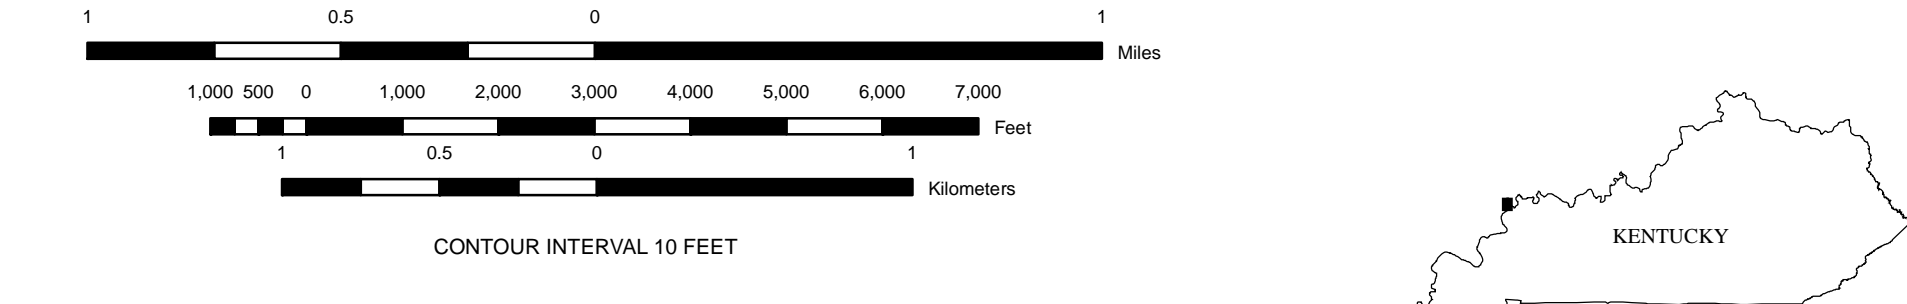 1 0.5 0 1
Miles
1,000 500 0 1,000 2,000 3,000 4,000 5,000 6,000 7,000
Feet
1 0.5 0 1
Kilometers
CONTOUR INTERVAL 10 FEET
KENTUCKY